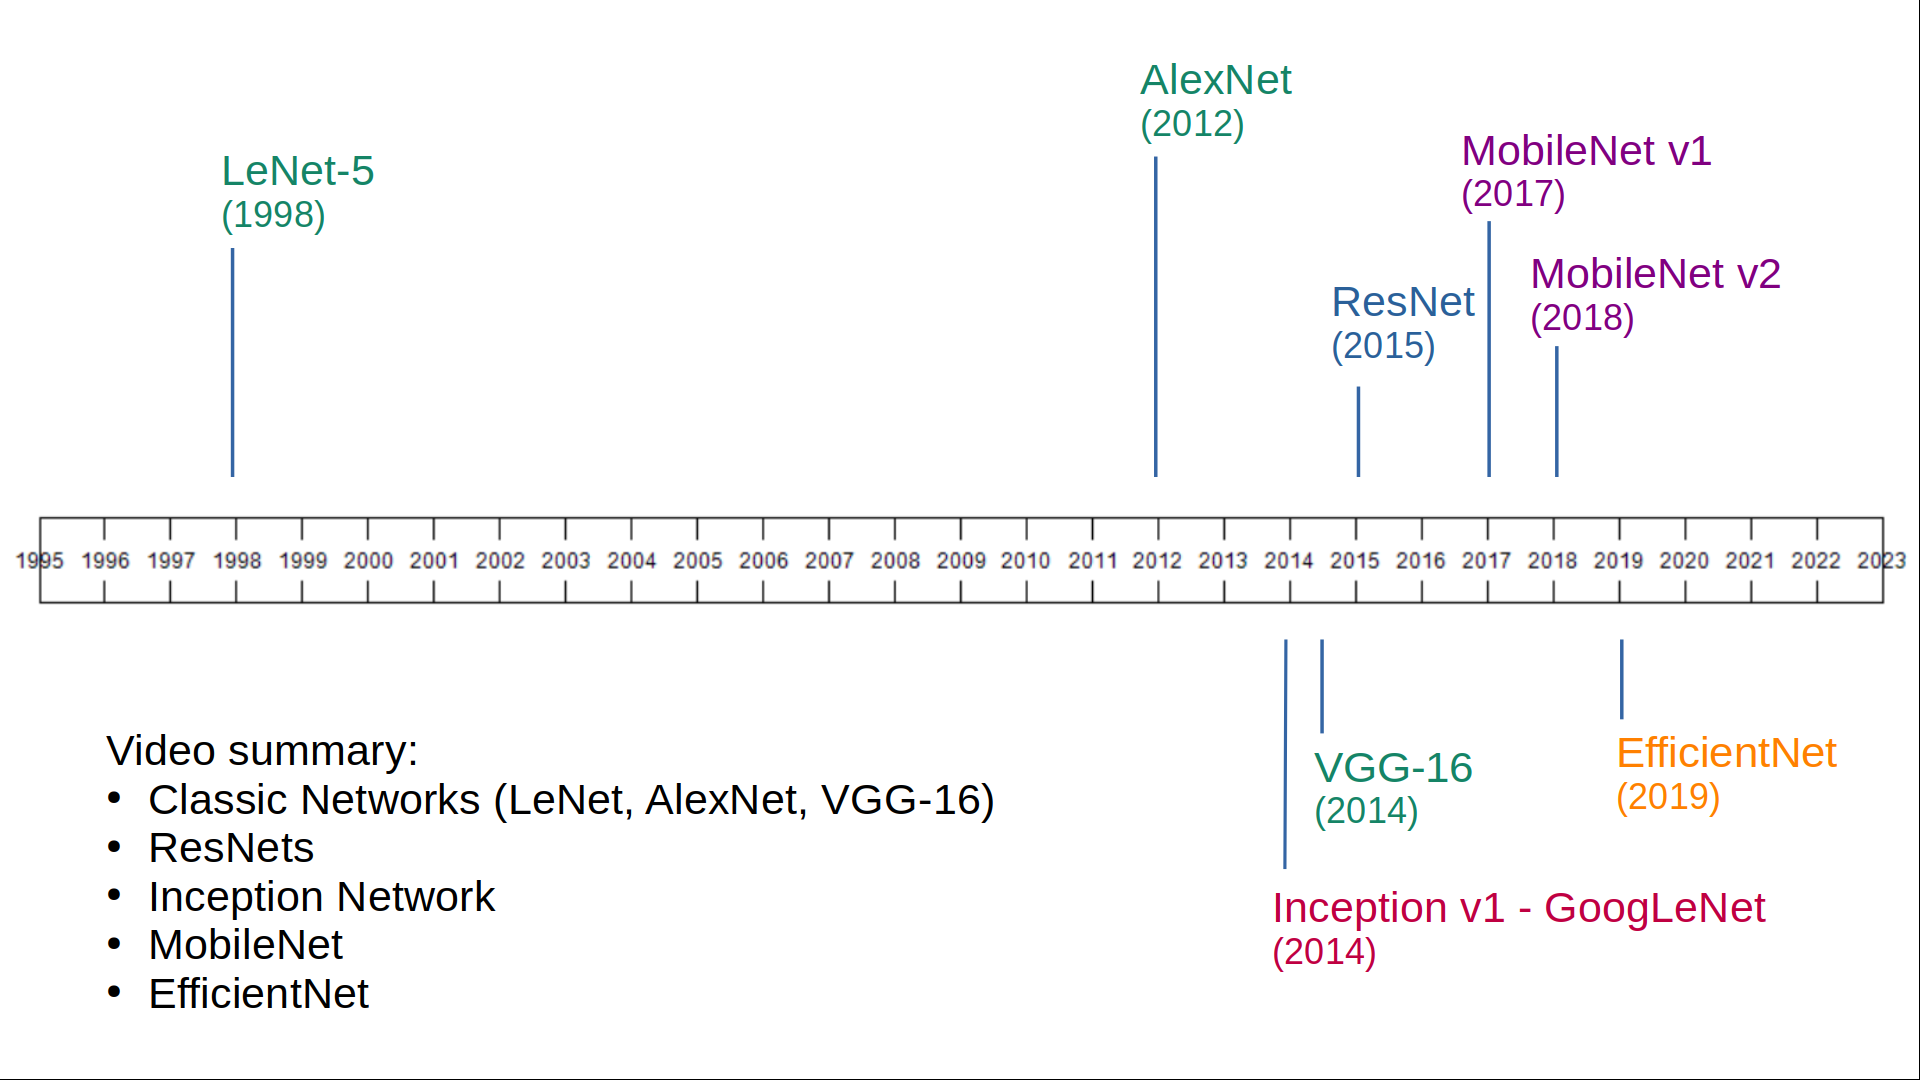 AlexNet
(2012)
LeNet-5
(1998)
MobileNet v1
(2017)
MobileNet v2
(2018)
ResNet
(2015)
1995 1996 1997 1998 1999 2000 2001 2002 2003 2004 2005 2006 2007 2008 2009 2010 2011 2012 2013 2014 2015 2016 2017 2018 2019 2020 2021 2022 2023
Video summary:
• Classic Networks (LeNet, AlexNet, VGG-16)
• ResNets
• Inception Network
• MobileNet
• EfficientNet
VGG-16
(2014)
EfficientNet
(2019)
Inception v1 - GoogLeNet
(2014)